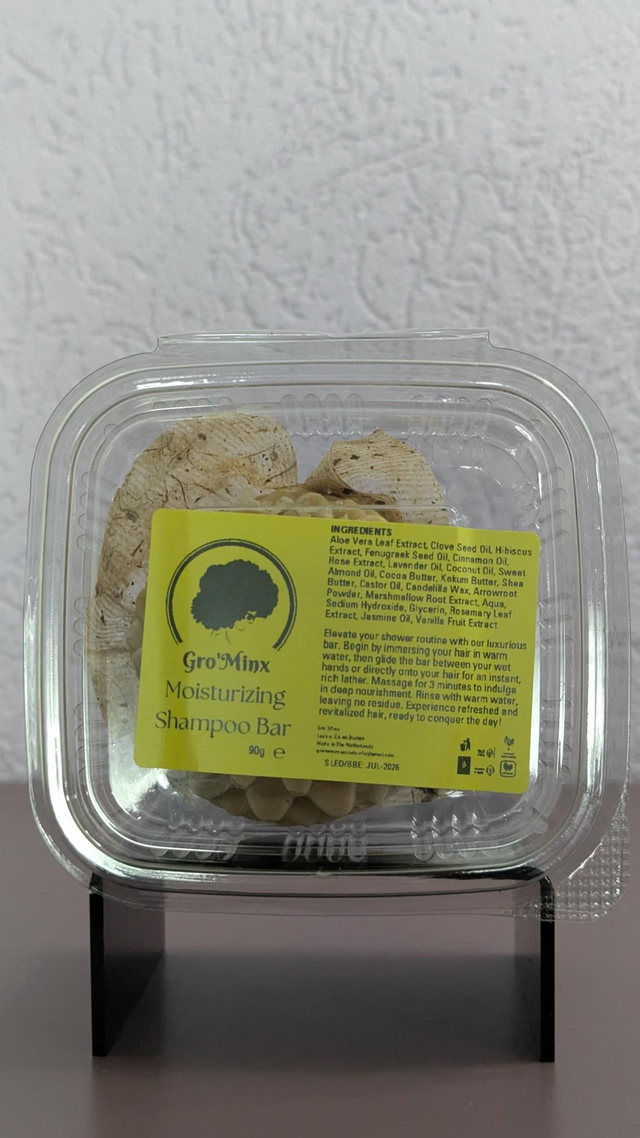 Gro'Minx
Moisturizing
Shampoo Bar
90g ℮
INGREDIENTS
Aloe Vera Leaf Extract, Clove Seed Oil, Hibiscus
Extract, Fenugreek Seed Oil, Cinnamon Oil,
Rose Extract, Lavender Oil, Coconut Oil, Sweet
Almond Oil, Cocoa Butter, Kokum Butter, Shea
Butter, Castor Oil, Candelilla Wax, Arrowroot
Powder, Marshmallow Root Extract, Aqua,
Sodium Hydroxide, Glycerin, Rosemary Leaf
Extract, Jasmine Oil, Vanilla Fruit Extract
Elevate your shower routine with our luxurious
bar. Begin by immersing your hair in warm
water, then glide the bar between your wet
hands or directly onto your hair for an instant,
rich lather. Massage for 3 minutes to indulge
in deep nourishment. Rinse with warm water,
leaving no residue. Experience refreshed and
revitalized hair, ready to conquer the day!
Gro'Minx
Made in The Netherlands
SLED/BBE: JUL-2026